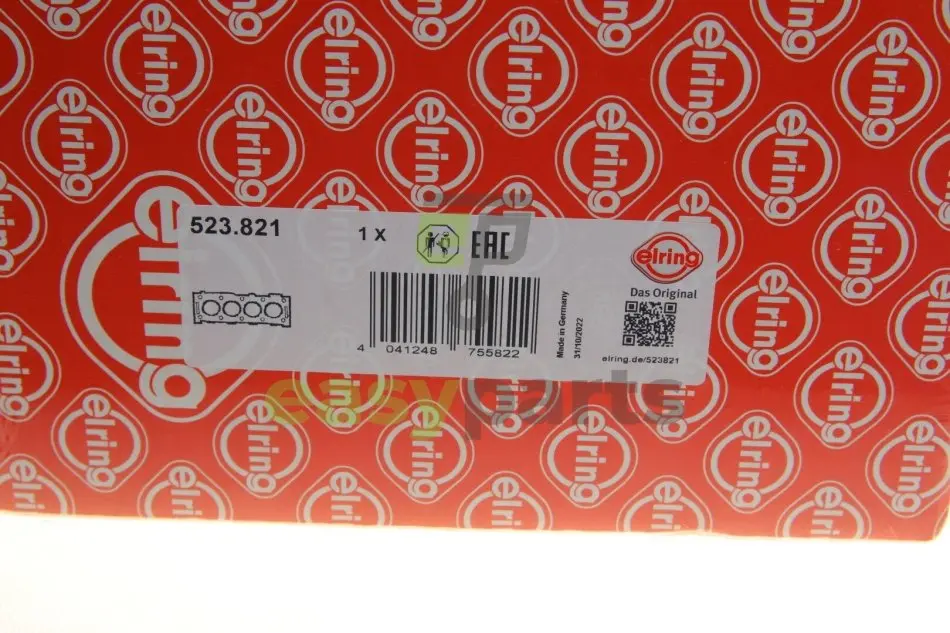 523.821
1 X
EAC
elring
Das Original
elring.de/523821
4 041248 755822
Made in Germany
31/10/2022
elring
easyparts